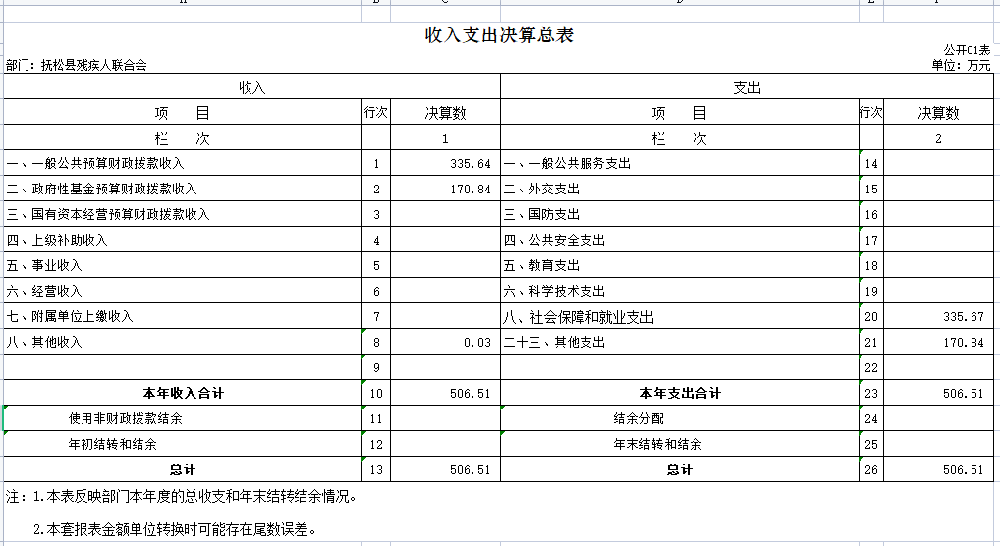 收入支出决算总表
公开01表
部门：抚松县残疾人联合会 单位：万元
收入 支出
项 目 行次 决算数 项 目 行次 决算数
栏 次 1 栏 次 2
一、一般公共预算财政拨款收入 1 335.64 一、一般公共服务支出 14
二、政府性基金预算财政拨款收入 2 170.84 二、外交支出 15
三、国有资本经营预算财政拨款收入 3 三、国防支出 16
四、上级补助收入 4 四、公共安全支出 17
五、事业收入 5 五、教育支出 18
六、经营收入 6 六、科学技术支出 19
七、附属单位上缴收入 7 八、社会保障和就业支出 20 335.67
八、其他收入 8 0.03 二十三、其他支出 21 170.84
9 22
本年收入合计 10 506.51 本年支出合计 23 506.51
使用非财政拨款结余 11 结余分配 24
年初结转和结余 12 年末结转和结余 25
总计 13 506.51 总计 26 506.51
注：1.本表反映部门本年度的总收支和年末结转结余情况。
2.本套报表金额单位转换时可能存在尾数误差。